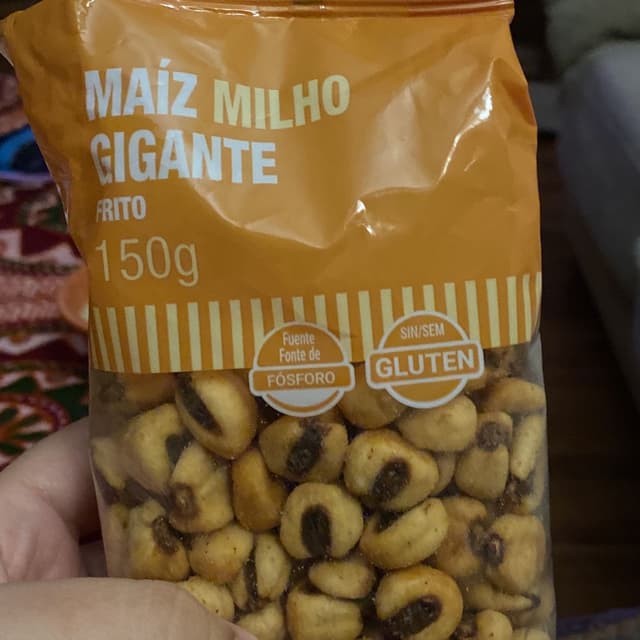 MAÍZ MILHO
GIGANTE
FRITO
150g
Fuente
Fonte de
FÓSFORO
SIN/SEM
GLUTEN